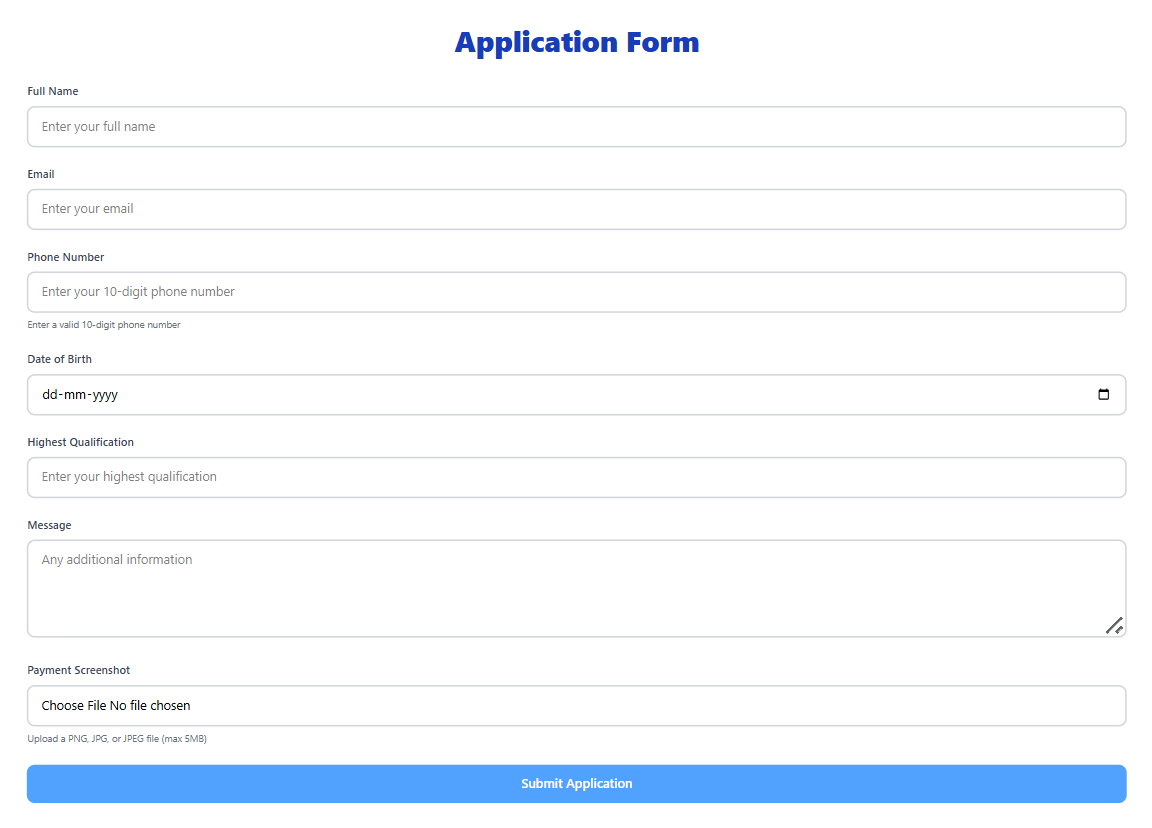 Application Form
Full Name
Enter your full name
Email
Enter your email
Phone Number
Enter your 10-digit phone number
Enter a valid 10-digit phone number
Date of Birth
dd-mm-yyyy
Highest Qualification
Enter your highest qualification
Message
Any additional information
Payment Screenshot
Choose File No file chosen
Upload a PNG, JPG, or JPEG file (max 5MB)
Submit Application